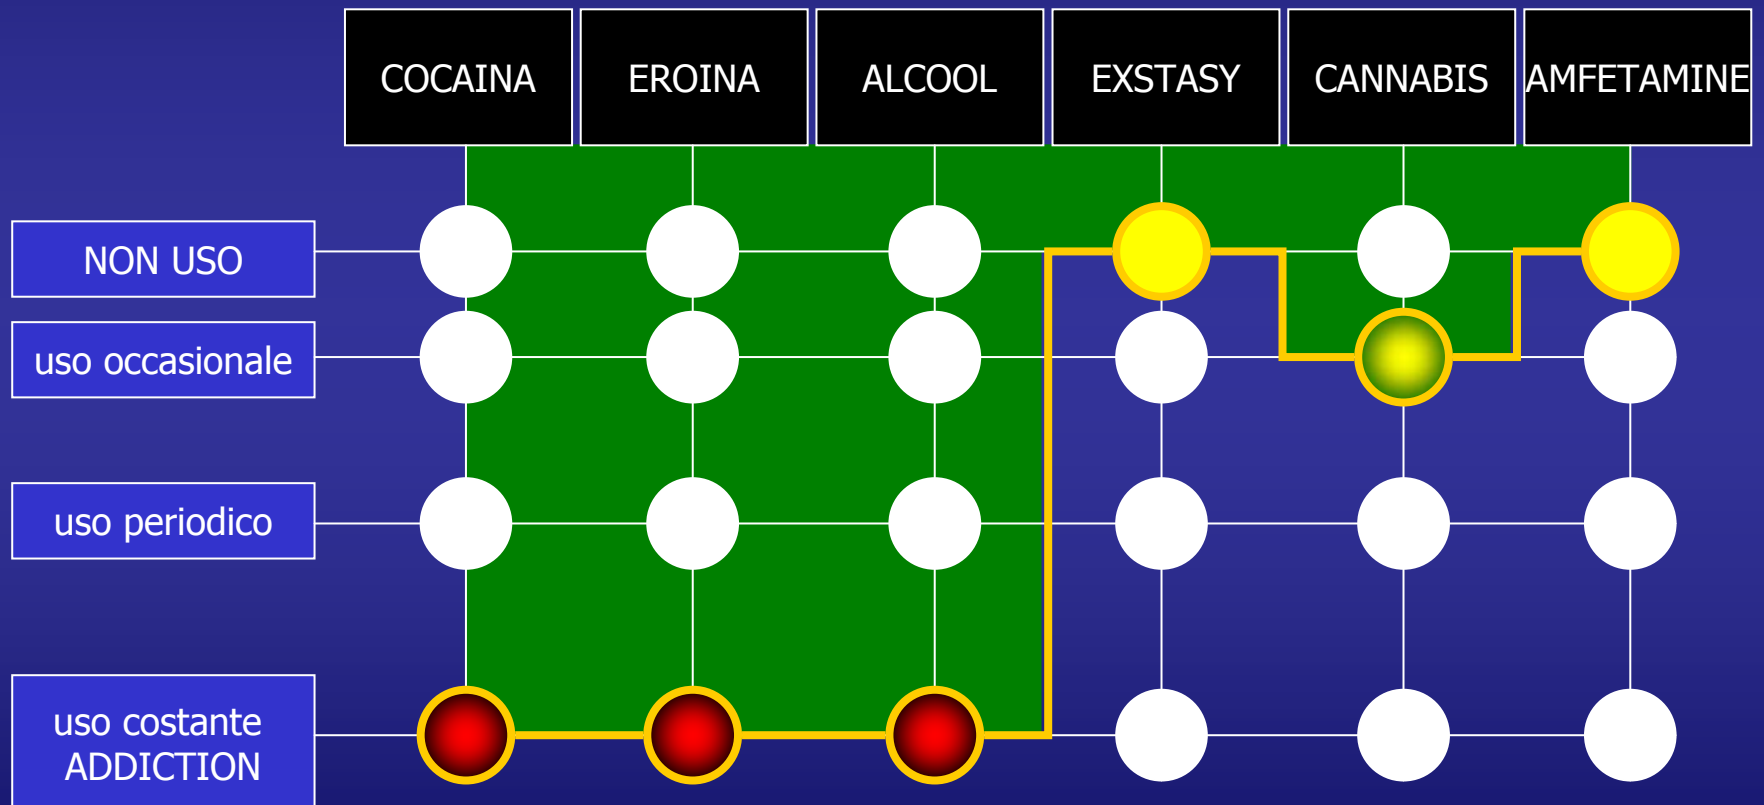 COCAINA
EROINA
ALCOOL
EXSTASY
CANNABIS
AMFETAMINE
NON USO
uso occasionale
uso periodico
uso costante
ADDICTION